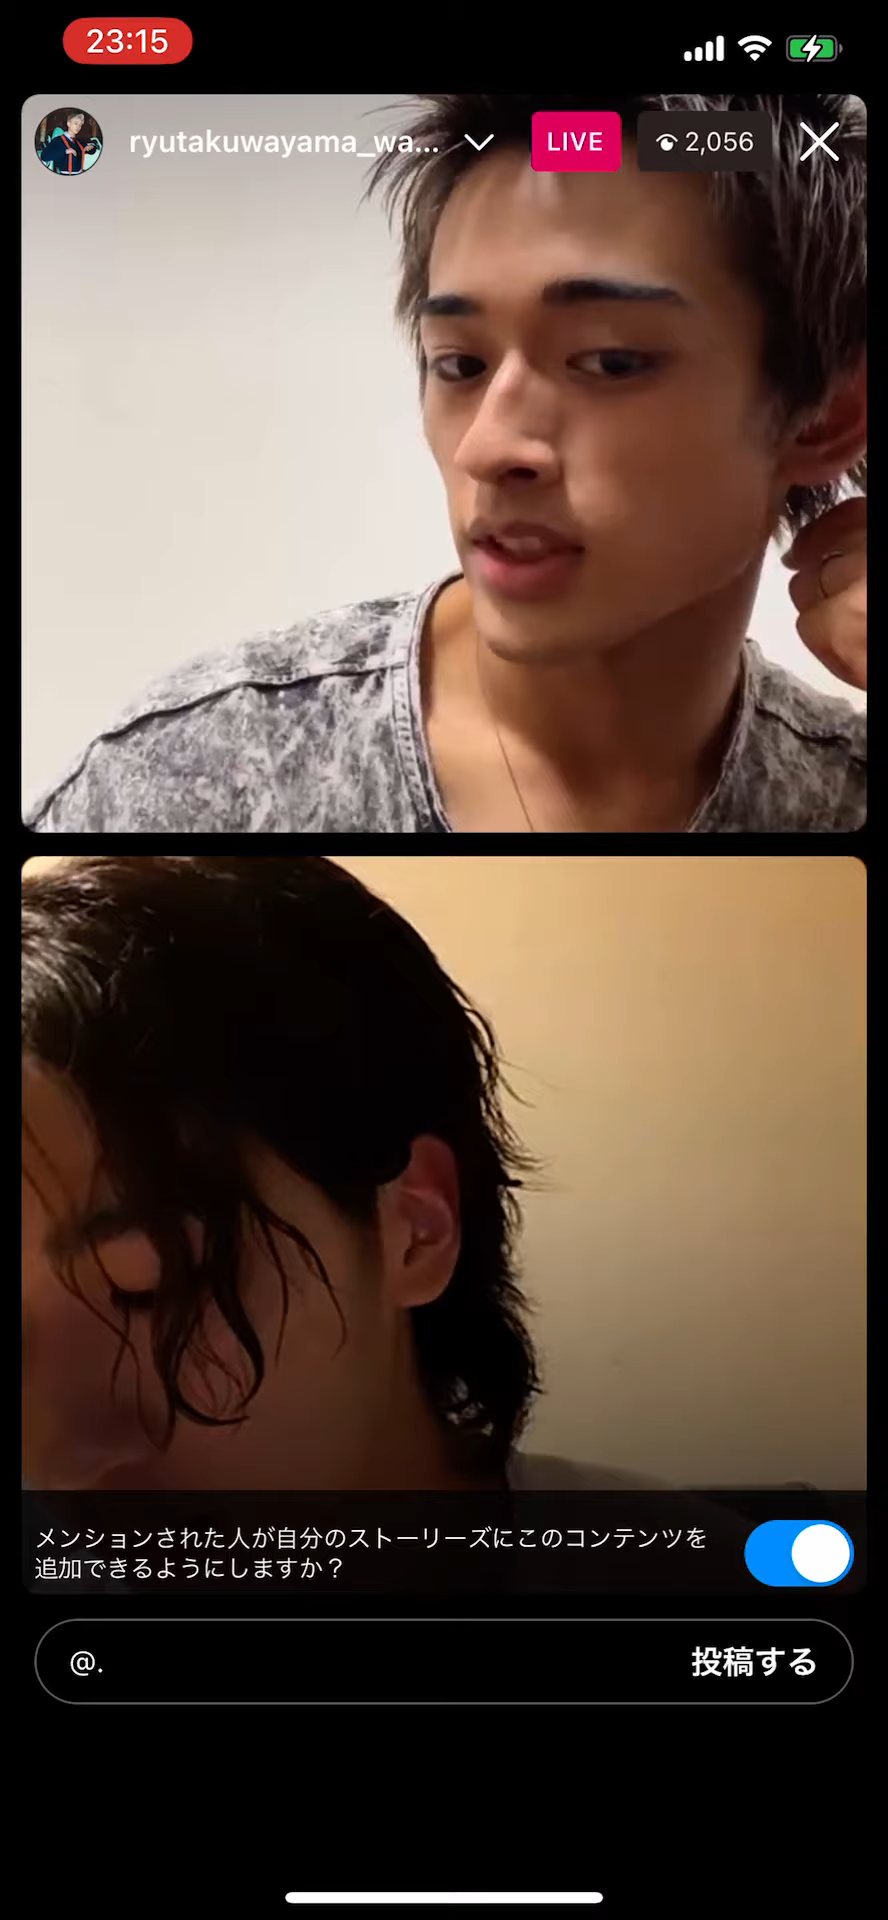 23:15
ryutakuwayama_wa...
LIVE
2,056
メンションされた人が自分のストーリーズにこのコンテンツを
追加できるようにしますか？
@.
投稿する